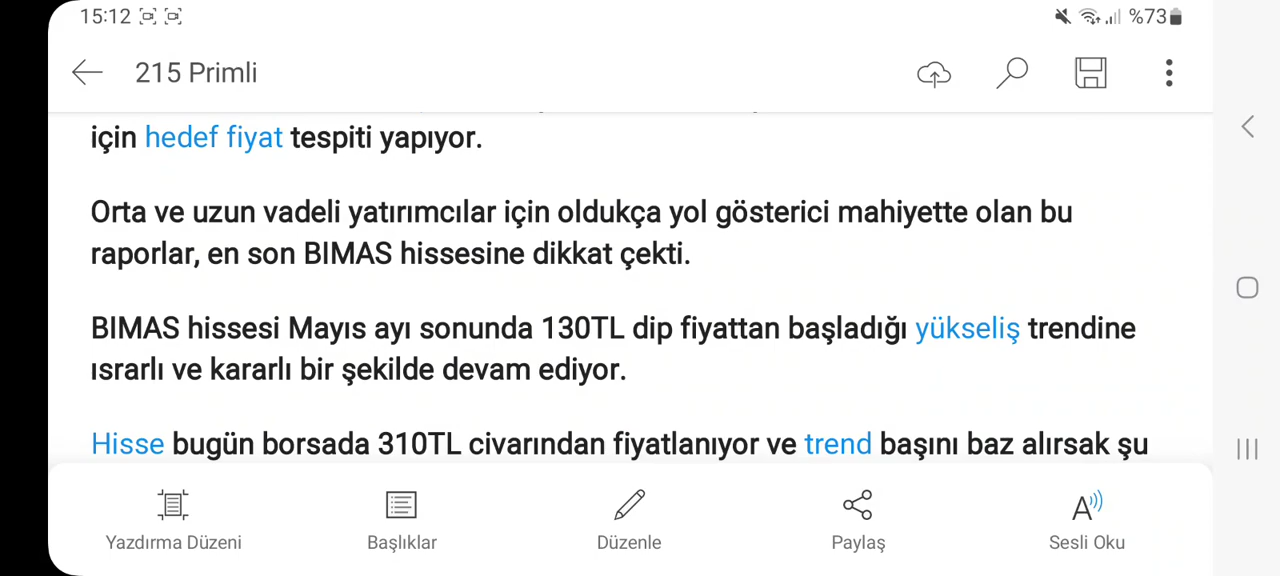 15:12
%73
215 Primli
için hedef fiyat tespiti yapıyor.
Orta ve uzun vadeli yatırımcılar için oldukça yol gösterici mahiyette olan bu
raporlar, en son BIMAS hissesine dikkat çekti.
BIMAS hissesi Mayıs ayı sonunda 130TL dip fiyattan başladığı yükseliş trendine
ısrarlı ve kararlı bir şekilde devam ediyor.
Hisse bugün borsada 310TL civarından fiyatlanıyor ve trend başını baz alırsak şu
Yazdırma Düzeni
Başlıklar
Düzenle
Paylaş
Sesli Oku